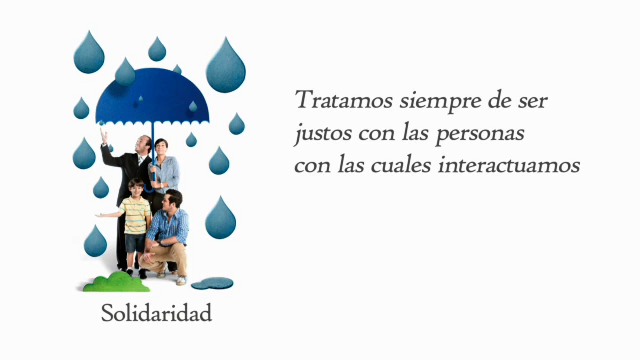 Tratamos siempre de ser
justos con las personas
con las cuales interactuamos
Solidaridad